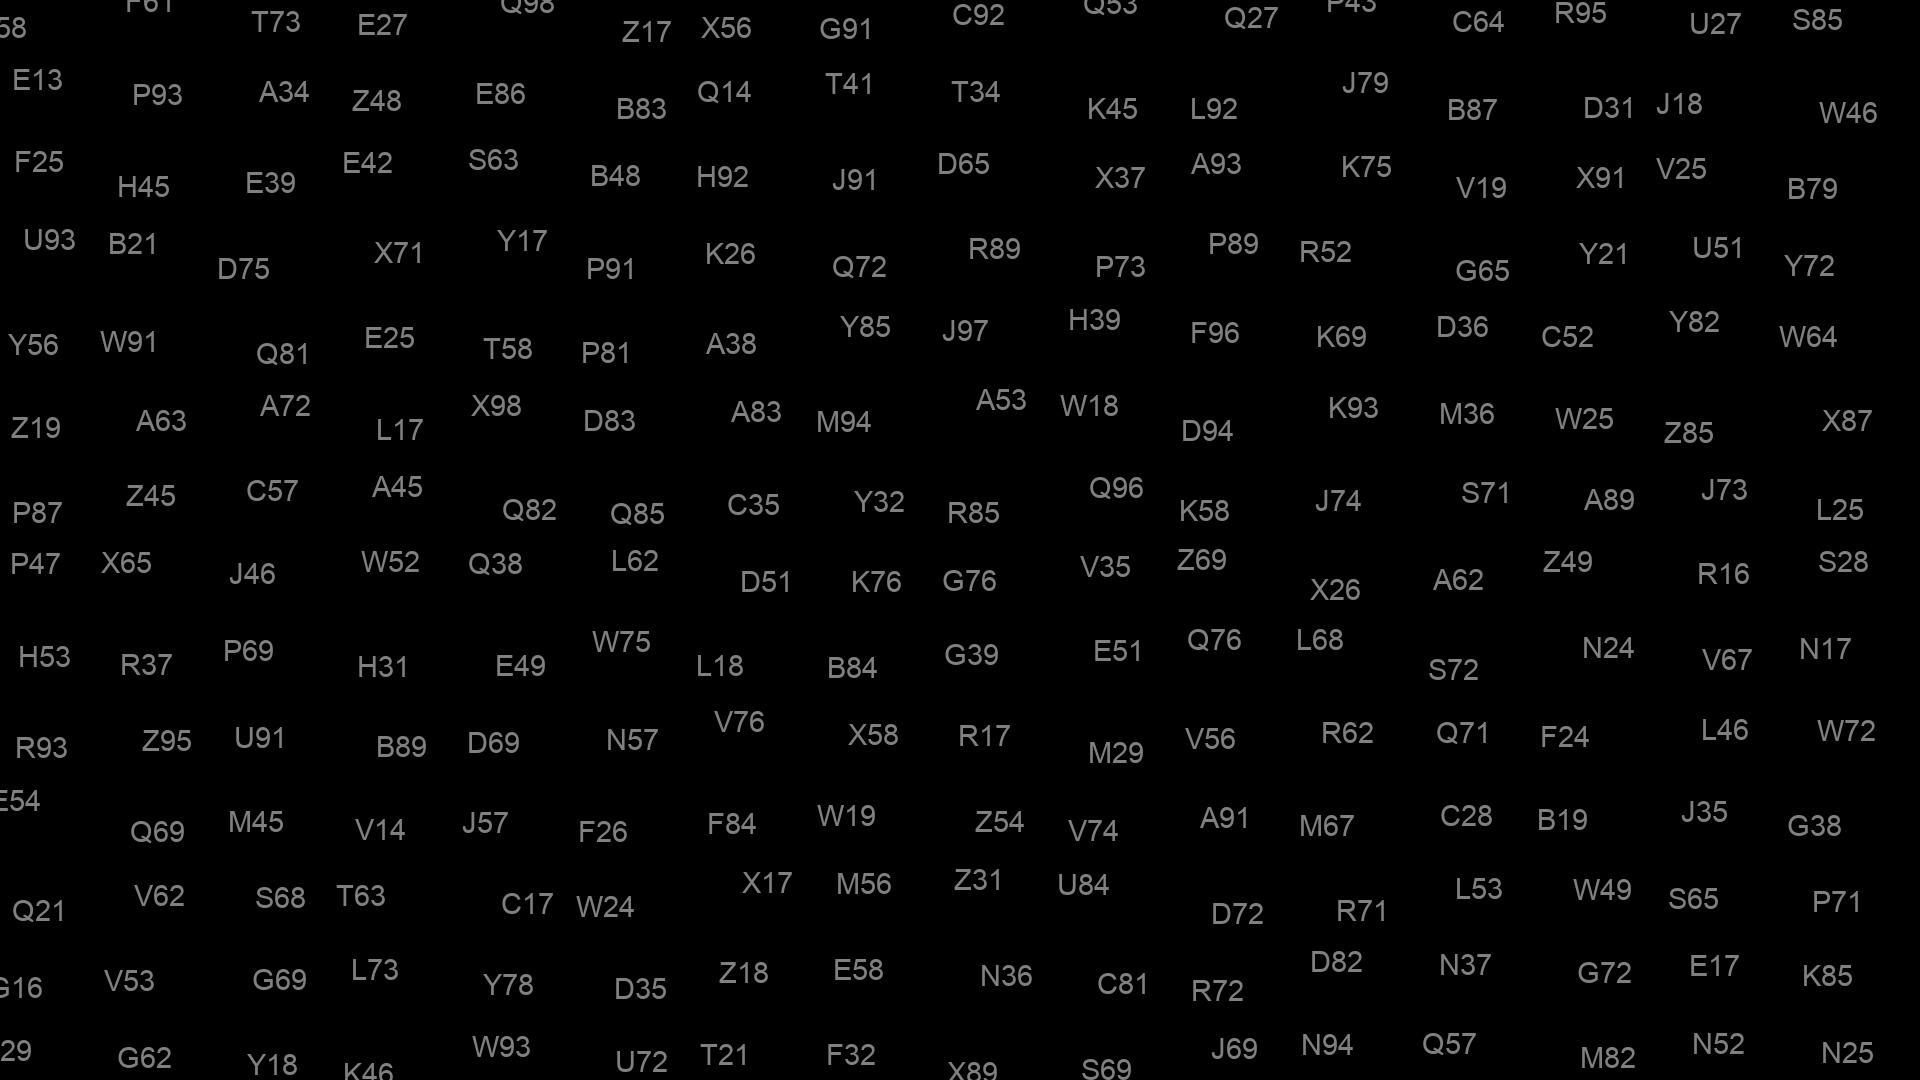 58 F61 T73 E27 Q98 Z17 X56 G91 C92 Q53 Q27 P43 C64 R95 U27 S85
E13 P93 A34 Z48 E86 B83 Q14 T41 T34 K45 L92 J79 B87 D31 J18 W46
F25 H45 E39 E42 S63 B48 H92 J91 D65 X37 A93 K75 V19 X91 V25 B79
U93 B21 D75 X71 Y17 P91 K26 Q72 R89 P73 P89 R52 G65 Y21 U51 Y72
Y56 W91 Q81 E25 T58 P81 A38 Y85 J97 H39 F96 K69 D36 C52 Y82 W64
Z19 A63 A72 L17 X98 D83 A83 M94 A53 W18 D94 K93 M36 W25 Z85 X87
P87 Z45 C57 A45 Q82 Q85 C35 Y32 R85 Q96 K58 J74 S71 A89 J73 L25
P47 X65 J46 W52 Q38 L62 D51 K76 G76 V35 Z69 X26 A62 Z49 R16 S28
H53 R37 P69 H31 E49 W75 L18 B84 G39 E51 Q76 L68 S72 N24 V67 N17
R93 Z95 U91 B89 D69 N57 V76 X58 R17 M29 V56 R62 Q71 F24 L46 W72
E54 Q69 M45 V14 J57 F26 F84 W19 Z54 V74 A91 M67 C28 B19 J35 G38
Q21 V62 S68 T63 C17 W24 X17 M56 Z31 U84 D72 R71 L53 W49 S65 P71
G16 V53 G69 L73 Y78 D35 Z18 E58 N36 C81 R72 D82 N37 G72 E17 K85
29 G62 Y18 K46 W93 U72 T21 F32 X89 S69 J69 N94 Q57 M82 N52 N25